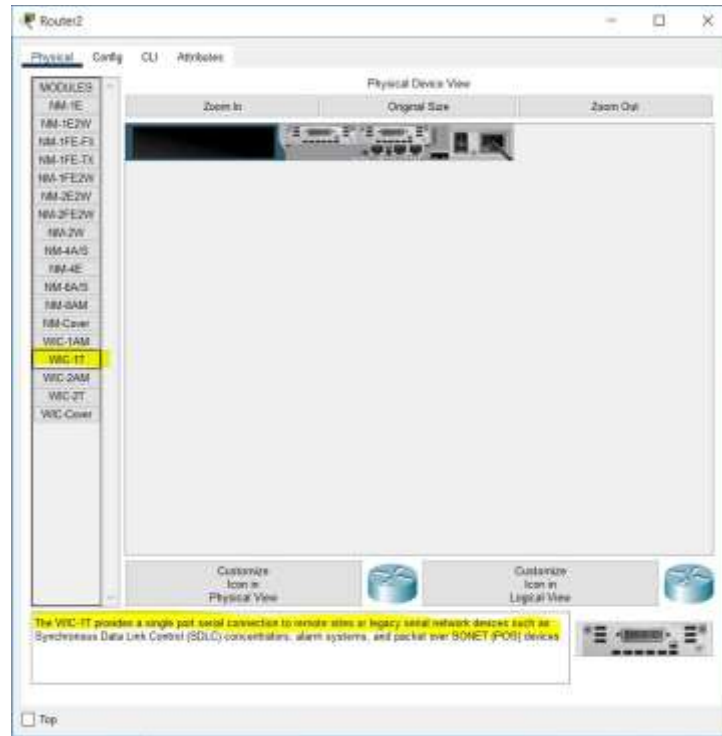 Router2
Physical Config CLI Attributes
MODULES
NM-1E
NM-1E2W
NM-1FE-FX
NM-1FE-TX
NM-1FE2W
NM-2E2W
NM-2FE2W
NM-2W
NM-4A/S
NM-4E
NM-8A/S
NM-8AM
NM-Cover
WIC-1AM
WIC-1T
WIC-2AM
WIC-2T
WIC-Cover
Physical Device View
Zoom In Original Size Zoom Out
Customize
Icon in
Physical View
Customize
Icon in
Logical View
The WIC-1T provides a single port serial connection to remote sites or legacy serial network devices such as
Synchronous Data Link Control (SDLC) concentrators, alarm systems, and packet over SONET (POS) devices
Top